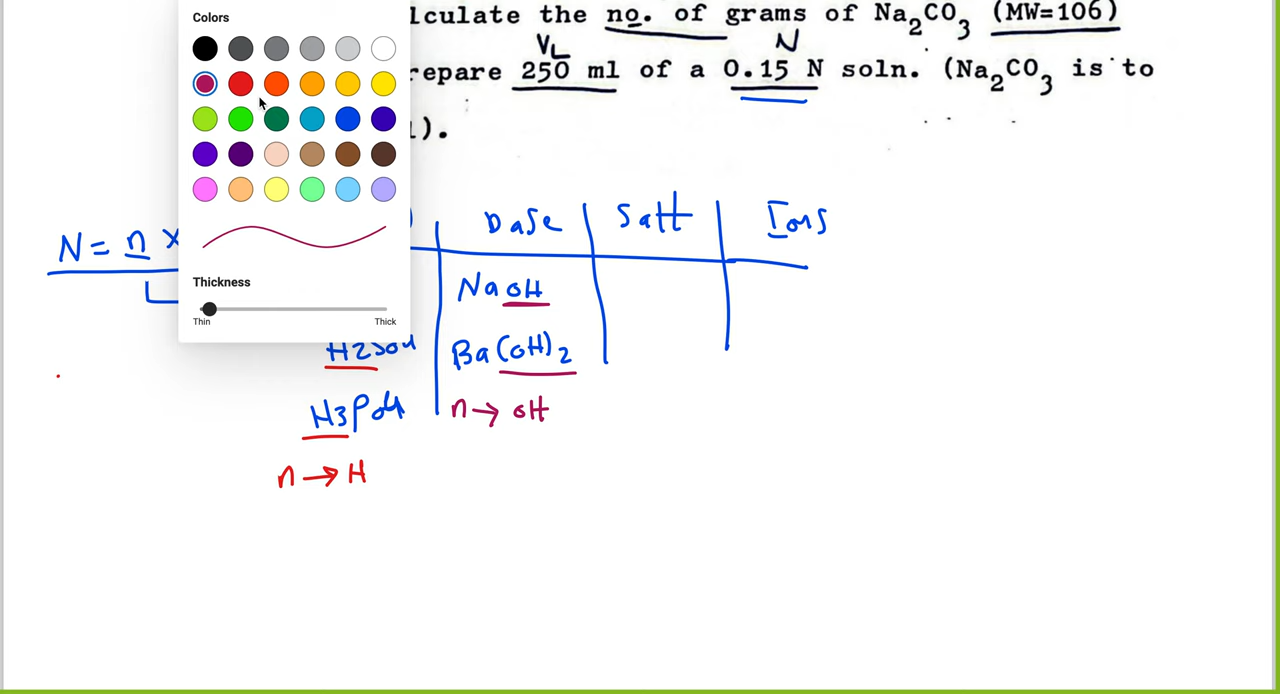 Colors
lculate the no. of grams of Na2CO3 (MW=106)
VL N
repare 250 ml of a 0.15 N soln. (Na2CO3 is to
).
N = n x
Base Salt Ions
NaOH
Thickness
Thin Thick
H2SO4 Ba(OH)2
H3PO4 n→ OH
n → H